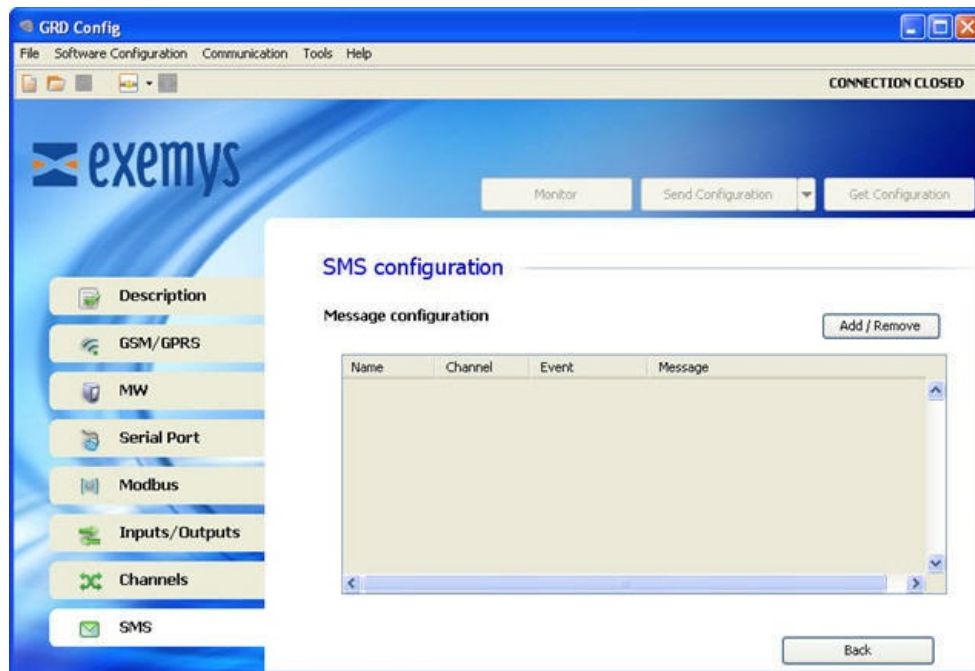 GRD Config
File Software Configuration Communication Tools Help
CONNECTION CLOSED
exemys
Monitor Send Configuration Get Configuration
SMS configuration
Message configuration
Add / Remove
Name Channel Event Message
Description
GSM/GPRS
MW
Serial Port
Modbus
Inputs/Outputs
Channels
SMS
Back